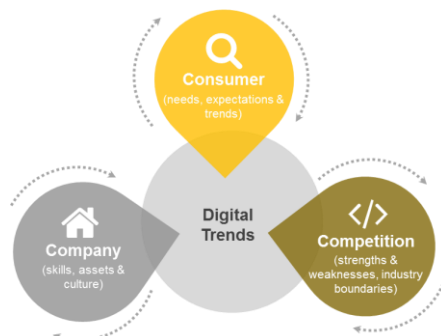 Consumer
(needs, expectations &
trends)
Digital
Trends
Company
(skills, assets &
culture)
Competition
(strengths &
weaknesses, industry
boundaries)